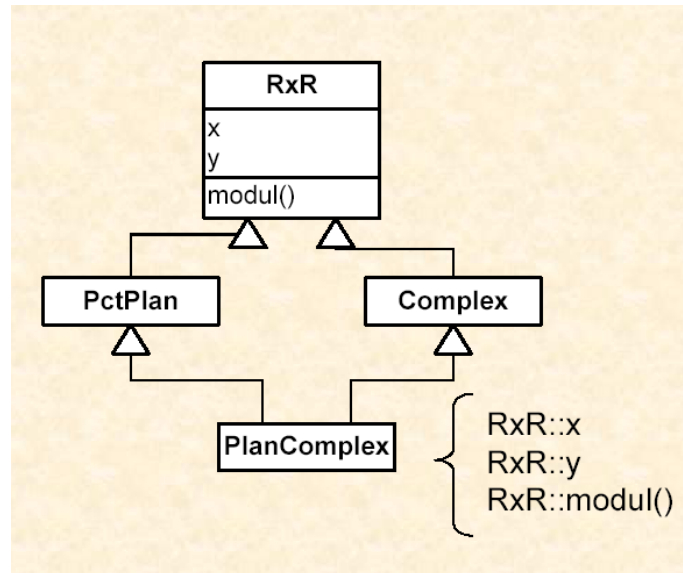 RxR
x
y
modul()
PctPlan
Complex
PlanComplex
RxR::x
RxR::y
RxR::modul()